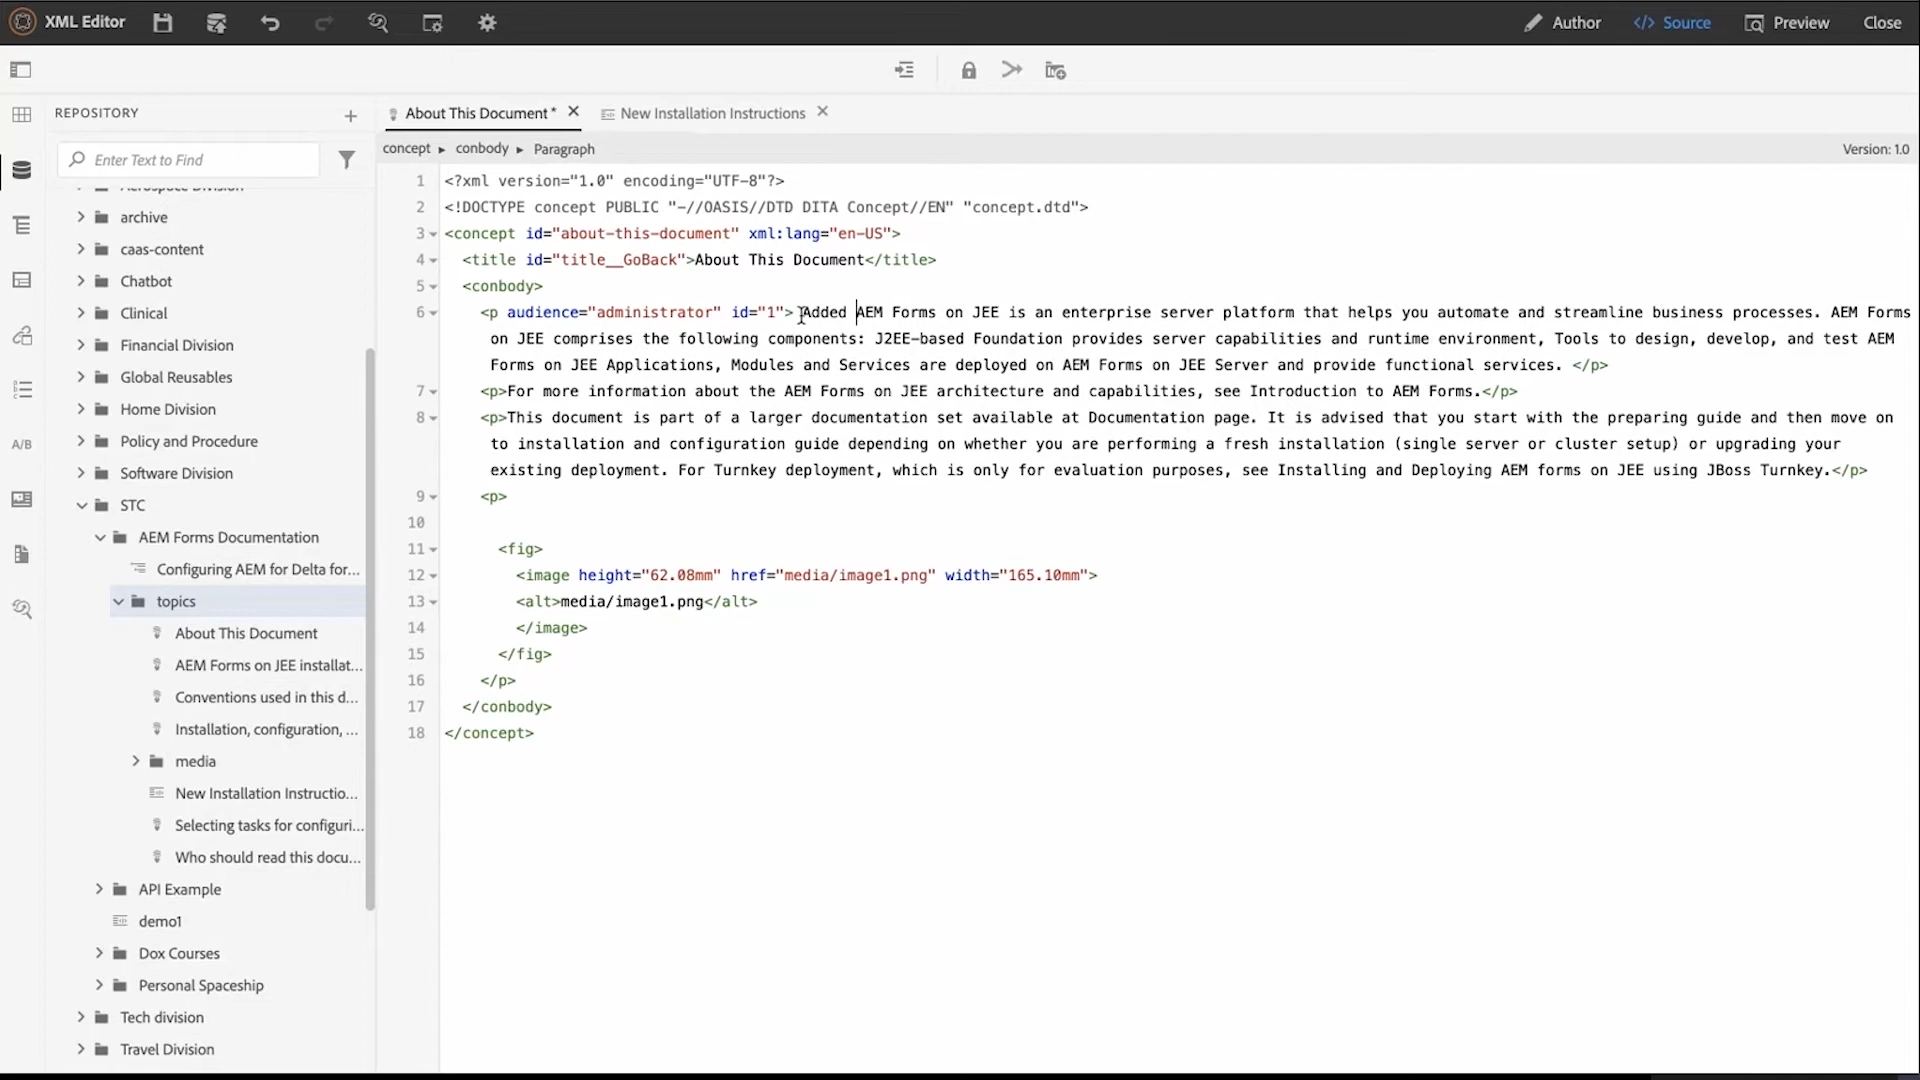 XML Editor
Author
</> Source
Preview
Close
REPOSITORY
Enter Text to Find
Aerospace Division
archive
caas-content
Chatbot
Clinical
Financial Division
Global Reusables
Home Division
Policy and Procedure
Software Division
STC
AEM Forms Documentation
Configuring AEM for Delta for...
topics
About This Document
AEM Forms on JEE installat...
Conventions used in this d...
Installation, configuration, ...
media
New Installation Instructio...
Selecting tasks for configuri...
Who should read this docu...
API Example
demo1
Dox Courses
Personal Spaceship
Tech division
Travel Division
A/B
About This Document *
New Installation Instructions
concept ▸ conbody ▸ Paragraph
Version: 1.0
1 <?xml version="1.0" encoding="UTF-8"?>
2 <!DOCTYPE concept PUBLIC "-//OASIS//DTD DITA Concept//EN" "concept.dtd">
3 <concept id="about-this-document" xml:lang="en-US">
4 <title id="title__GoBack">About This Document</title>
5 <conbody>
6 <p audience="administrator" id="1"> Added AEM Forms on JEE is an enterprise server platform that helps you automate and streamline business processes. AEM Forms
on JEE comprises the following components: J2EE-based Foundation provides server capabilities and runtime environment, Tools to design, develop, and test AEM
Forms on JEE Applications, Modules and Services are deployed on AEM Forms on JEE Server and provide functional services. </p>
7 <p>For more information about the AEM Forms on JEE architecture and capabilities, see Introduction to AEM Forms.</p>
8 <p>This document is part of a larger documentation set available at Documentation page. It is advised that you start with the preparing guide and then move on
to installation and configuration guide depending on whether you are performing a fresh installation (single server or cluster setup) or upgrading your
existing deployment. For Turnkey deployment, which is only for evaluation purposes, see Installing and Deploying AEM forms on JEE using JBoss Turnkey.</p>
9 <p>
10
11 <fig>
12 <image height="62.08mm" href="media/image1.png" width="165.10mm">
13 <alt>media/image1.png</alt>
14 </image>
15 </fig>
16 </p>
17 </conbody>
18 </concept>